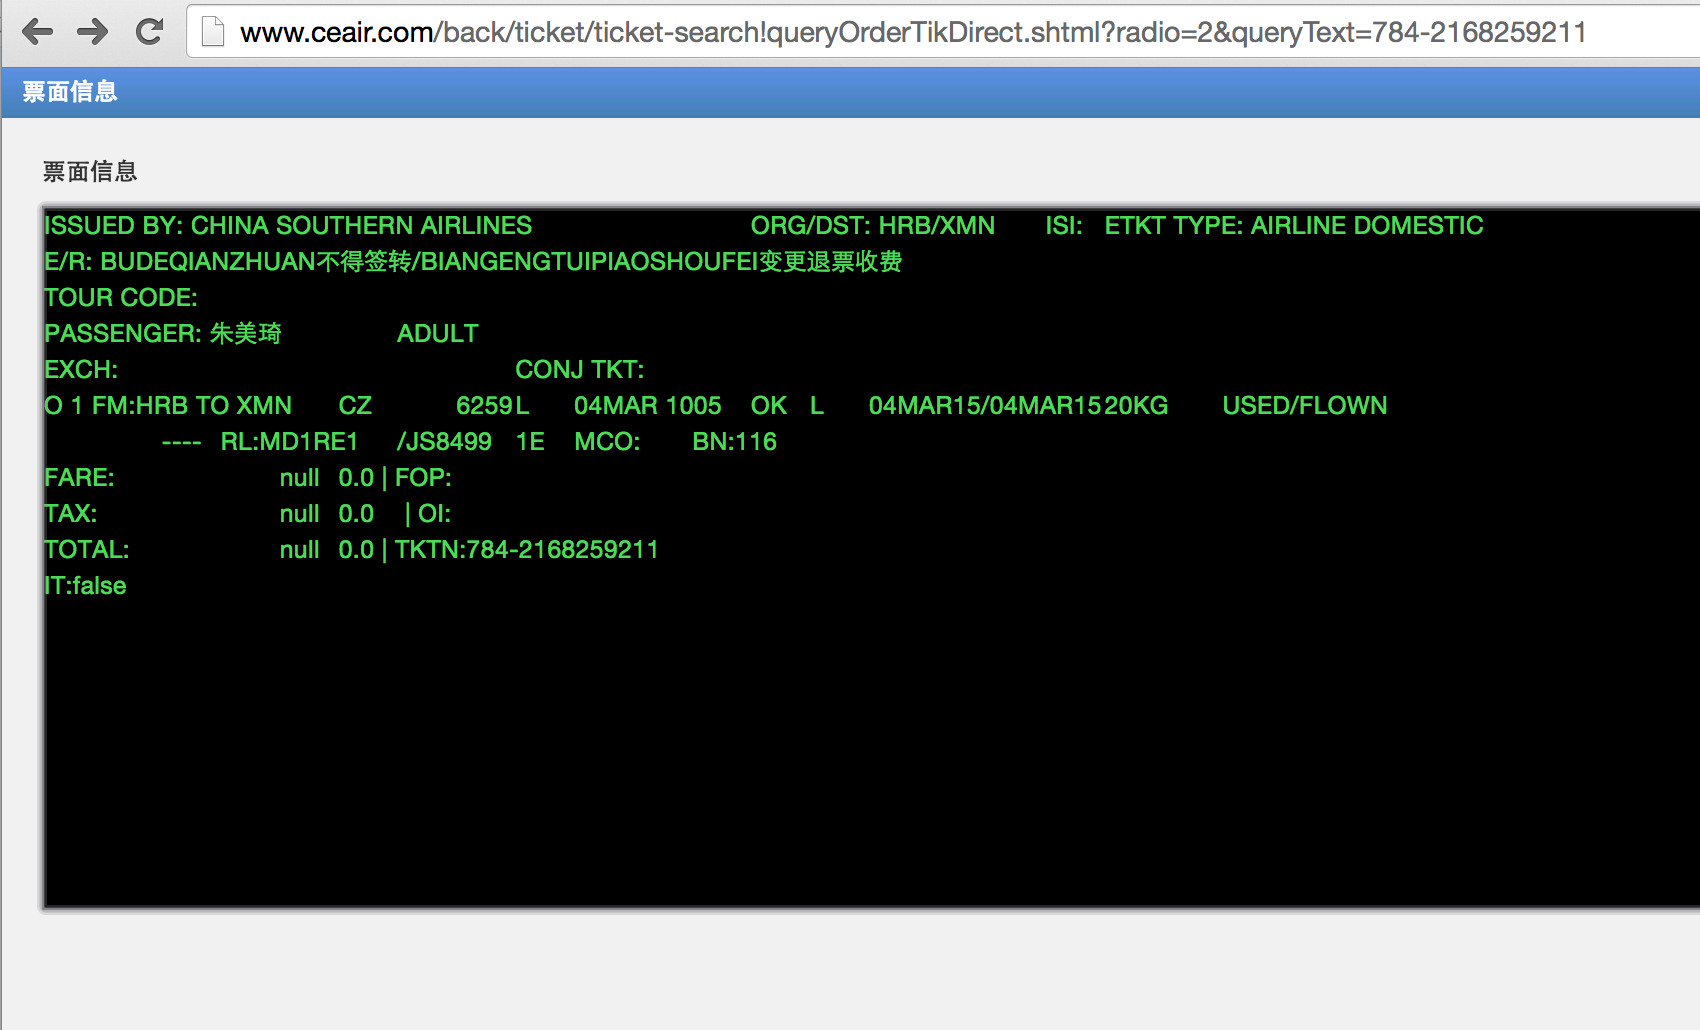 www.ceair.com/back/ticket/ticket-search!queryOrderTikDirect.shtml?radio=2&queryText=784-2168259211
票面信息
票面信息
ISSUED BY: CHINA SOUTHERN AIRLINES ORG/DST: HRB/XMN ISI: ETKT TYPE: AIRLINE DOMESTIC
E/R: BUDEQIANZHUAN不得签转/BIANGENGTUIPIAOSHOUFEI变更退票收费
TOUR CODE:
PASSENGER: 朱美琦 ADULT
EXCH: CONJ TKT:
O 1 FM:HRB TO XMN CZ 6259 L 04MAR 1005 OK L 04MAR15/04MAR15 20KG USED/FLOWN
---- RL:MD1RE1 /JS8499 1E MCO: BN:116
FARE: null 0.0 | FOP:
TAX: null 0.0 | OI:
TOTAL: null 0.0 | TKTN:784-2168259211
IT:false